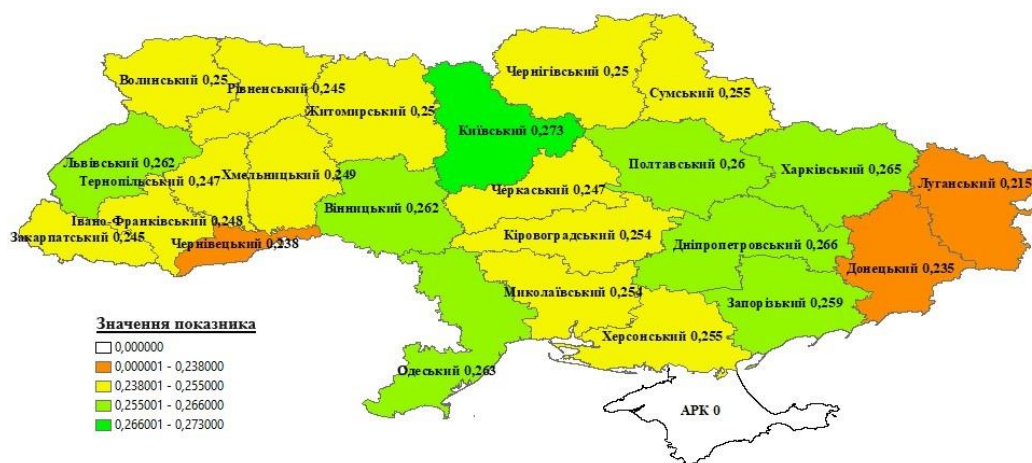 Волинський 0,25
Рівненський 0,245
Житомирський 0,25
Чернігівський 0,25
Сумський 0,255
Київський 0,273
Львівський 0,262
Тернопільський 0,247
Хмельницький 0,249
Вінницький 0,262
Черкаський 0,247
Полтавський 0,26
Харківський 0,265
Луганський 0,215
Івано-Франківський 0,248
Закарпатський 0,245
Чернівецький 0,238
Кіровоградський 0,254
Дніпропетровський 0,266
Донецький 0,235
Миколаївський 0,254
Запорізький 0,259
Херсонський 0,255
Одеський 0,263
АРК 0
Значення показника
0,000000
0,000001 - 0,238000
0,238001 - 0,255000
0,255001 - 0,266000
0,266001 - 0,273000